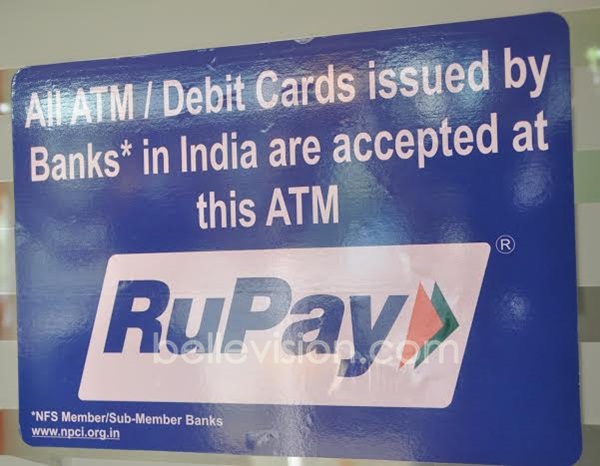 All ATM / Debit Cards issued by
Banks* in India are accepted at
this ATM
RuPay ®
bellevision.com
*NFS Member/Sub-Member Banks
www.npci.org.in